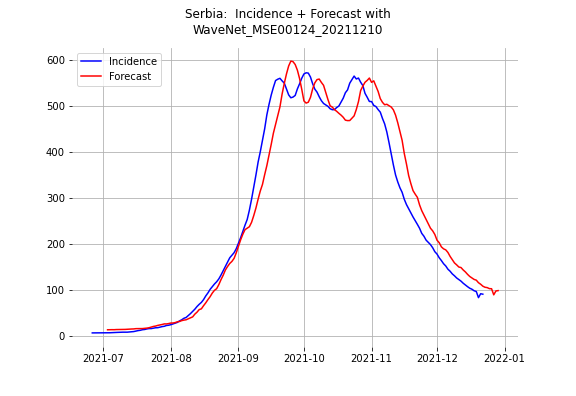 Serbia:  Incidence + Forecast with
WaveNet_MSE00124_20211210
Incidence
Forecast
600
500
400
300
200
100
0
2021-07 2021-08 2021-09 2021-10 2021-11 2021-12 2022-01